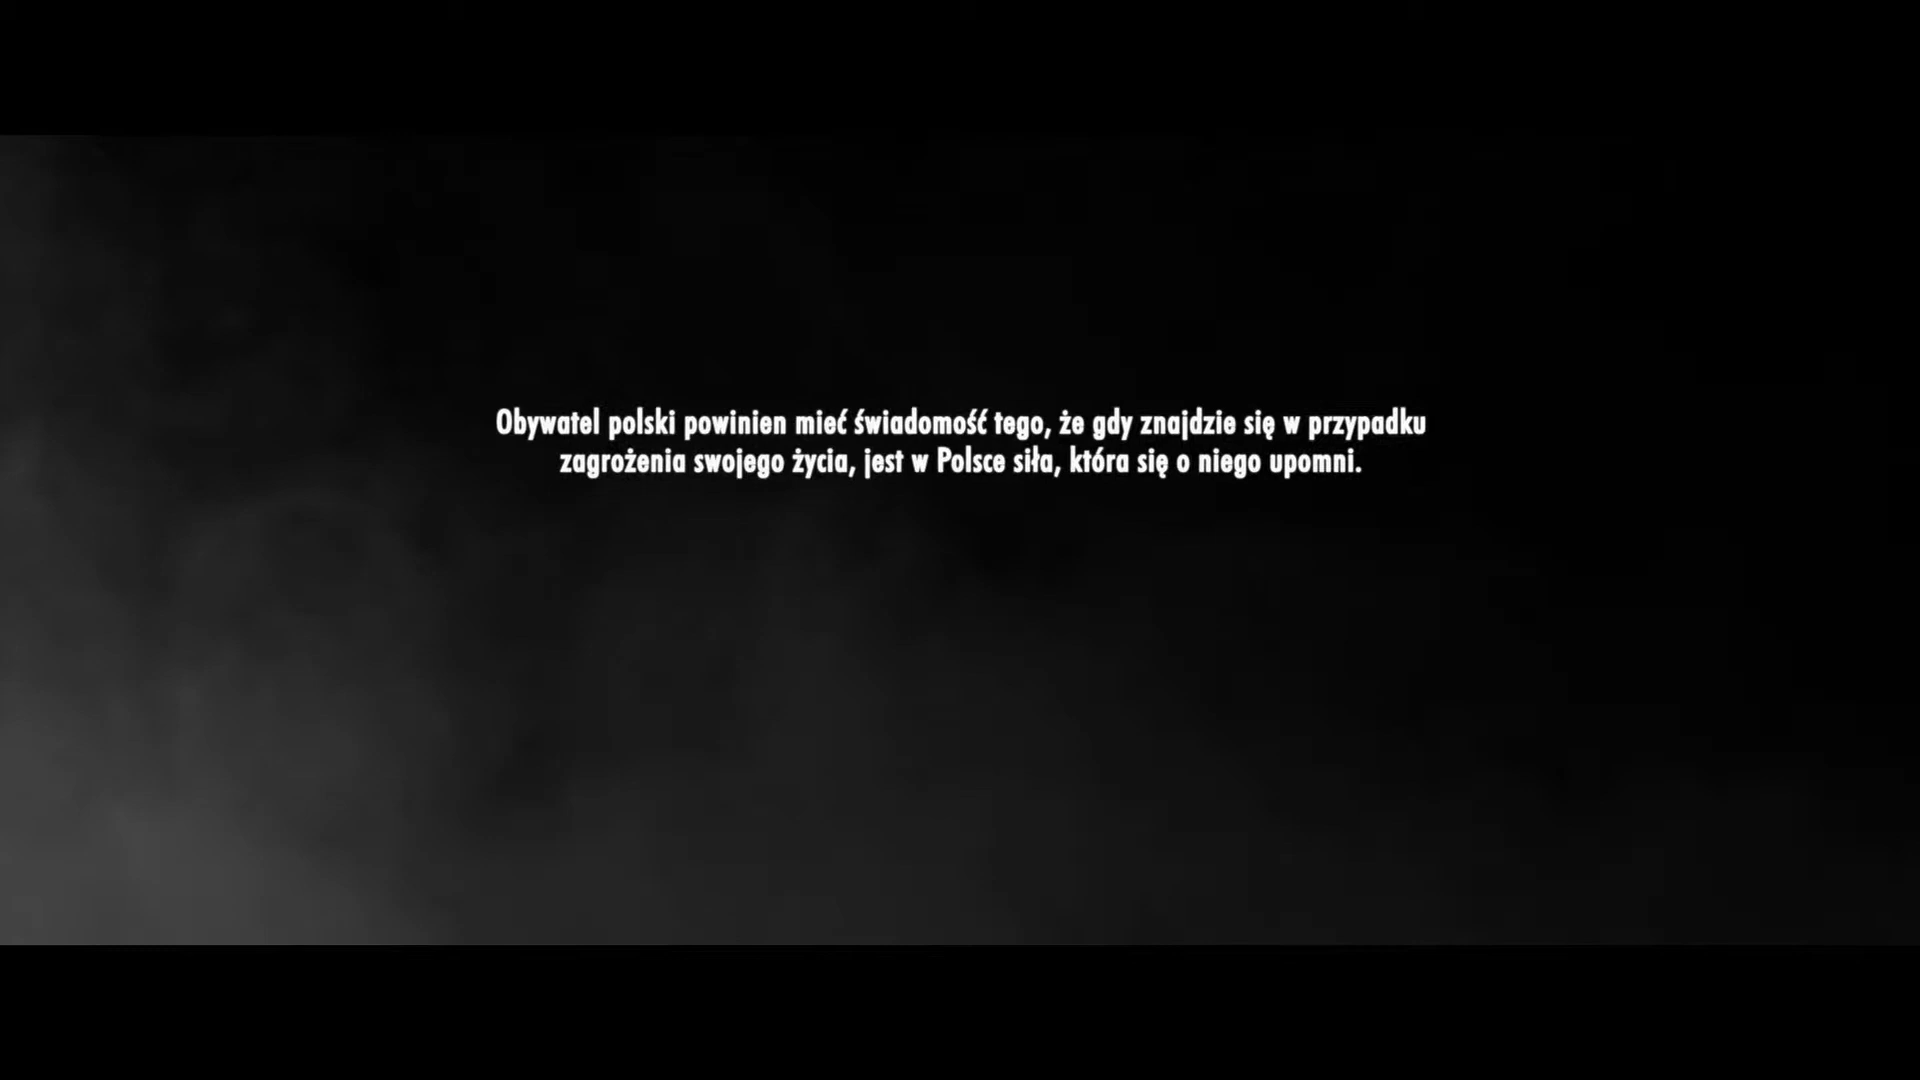 Obywatel polski powinien mieć świadomość tego, że gdy znajdzie się w przypadku
zagrożenia swojego życia, jest w Polsce siła, która się o niego upomni.